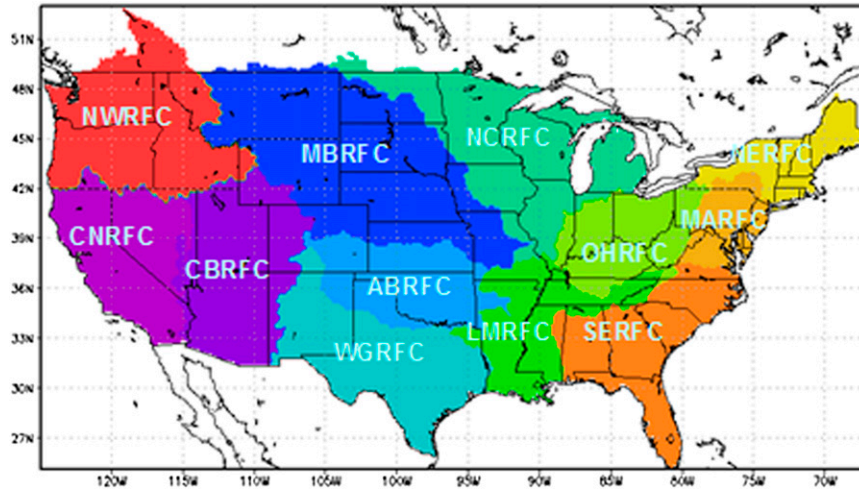 51N
48N
45N
42N
39N
36N
33N
30N
27N
NWRFC
NCRFC
MBRFC
NERFC
MARFC
CNRFC
OHRFC
CBRFC
ABRFC
LMRFC
SERFC
WGRFC
120W 115W 110W 105W 100W 95W 90W 85W 80W 75W 70W